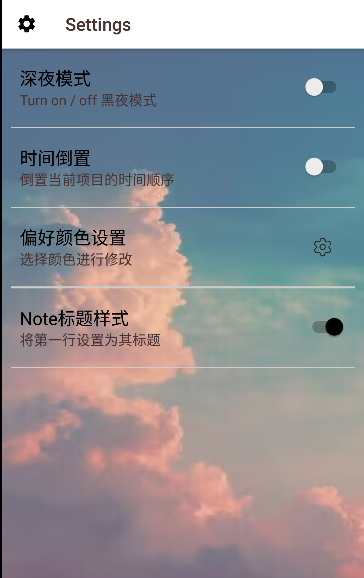 Settings
深夜模式
Turn on / off 黑夜模式
时间倒置
倒置当前项目的时间顺序
偏好颜色设置
选择颜色进行修改
Note标题样式
将第一行设置为其标题